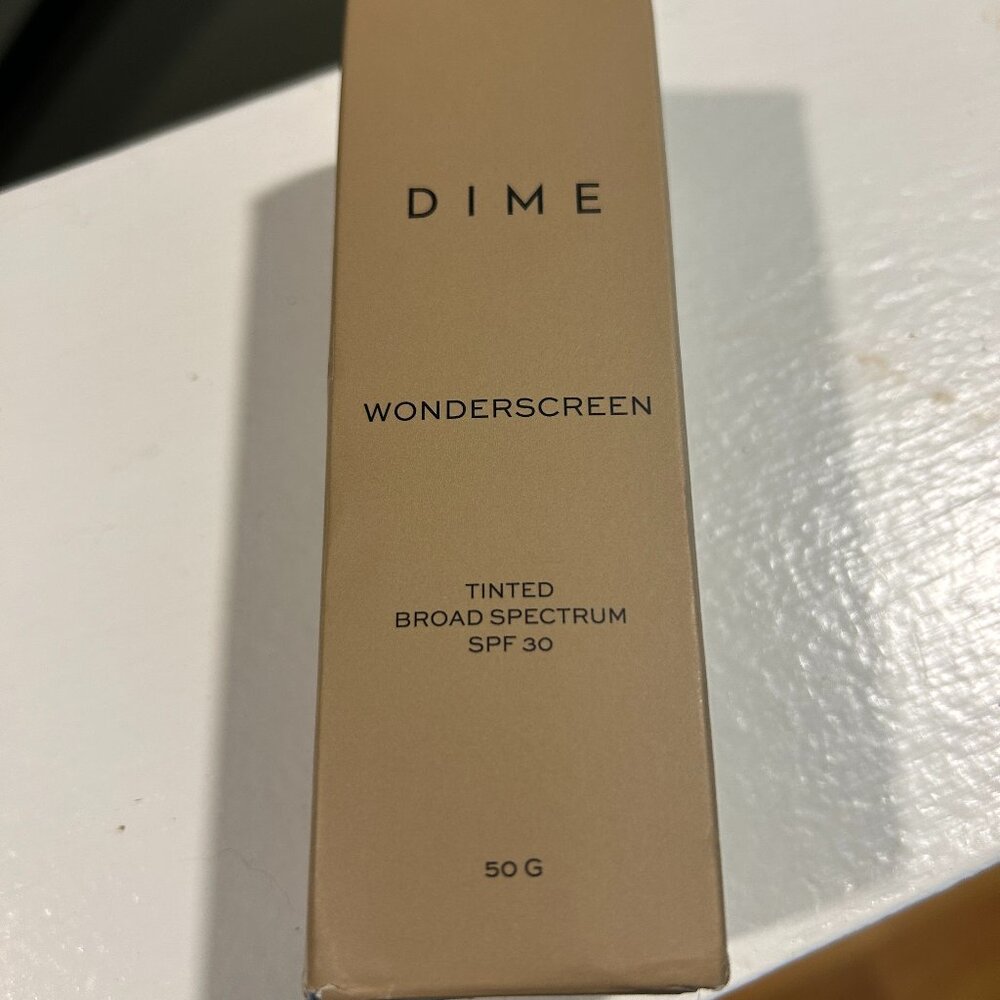 DIME
WONDERSCREEN
TINTED
BROAD SPECTRUM
SPF 30
50 G